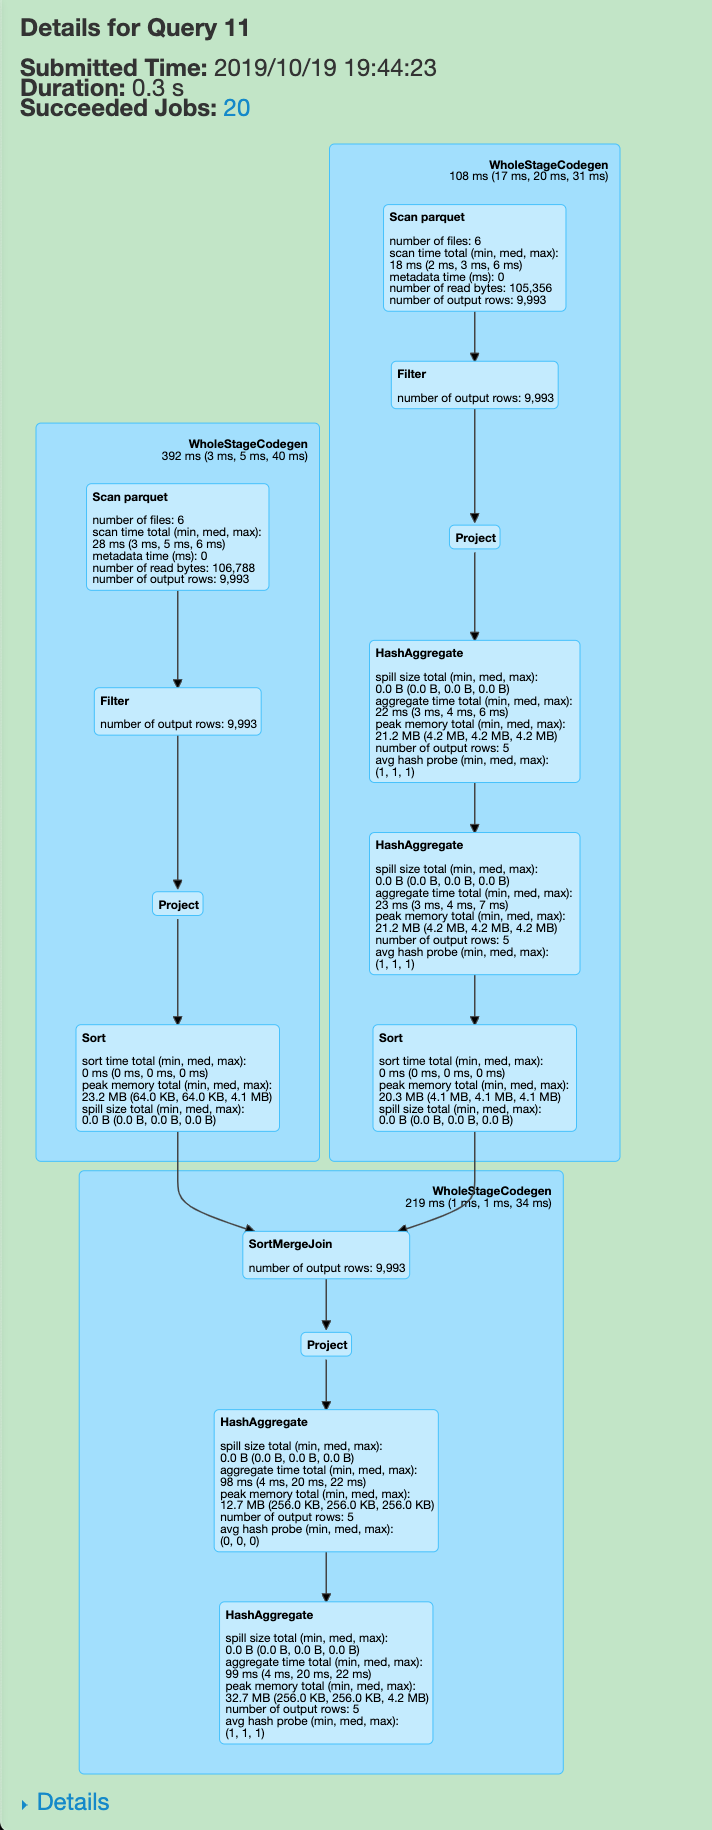 Details for Query 11
Submitted Time: 2019/10/19 19:44:23
Duration: 0.3 s
Succeeded Jobs: 20
WholeStageCodegen
108 ms (17 ms, 20 ms, 31 ms)
Scan parquet
number of files: 6
scan time total (min, med, max):
18 ms (2 ms, 3 ms, 6 ms)
metadata time (ms): 0
number of read bytes: 105,356
number of output rows: 9,993
Filter
number of output rows: 9,993
Project
HashAggregate
spill size total (min, med, max):
0.0 B (0.0 B, 0.0 B, 0.0 B)
aggregate time total (min, med, max):
22 ms (3 ms, 4 ms, 6 ms)
peak memory total (min, med, max):
21.2 MB (4.2 MB, 4.2 MB, 4.2 MB)
number of output rows: 5
avg hash probe (min, med, max):
(1, 1, 1)
HashAggregate
spill size total (min, med, max):
0.0 B (0.0 B, 0.0 B, 0.0 B)
aggregate time total (min, med, max):
23 ms (3 ms, 4 ms, 7 ms)
peak memory total (min, med, max):
21.2 MB (4.2 MB, 4.2 MB, 4.2 MB)
number of output rows: 5
avg hash probe (min, med, max):
(1, 1, 1)
Sort
sort time total (min, med, max):
0 ms (0 ms, 0 ms, 0 ms)
peak memory total (min, med, max):
20.3 MB (4.1 MB, 4.1 MB, 4.1 MB)
spill size total (min, med, max):
0.0 B (0.0 B, 0.0 B, 0.0 B)
WholeStageCodegen
392 ms (3 ms, 5 ms, 40 ms)
Scan parquet
number of files: 6
scan time total (min, med, max):
28 ms (3 ms, 5 ms, 6 ms)
metadata time (ms): 0
number of read bytes: 106,788
number of output rows: 9,993
Filter
number of output rows: 9,993
Project
Sort
sort time total (min, med, max):
0 ms (0 ms, 0 ms, 0 ms)
peak memory total (min, med, max):
23.2 MB (64.0 KB, 64.0 KB, 4.1 MB)
spill size total (min, med, max):
0.0 B (0.0 B, 0.0 B, 0.0 B)
WholeStageCodegen
219 ms (1 ms, 1 ms, 34 ms)
SortMergeJoin
number of output rows: 9,993
Project
HashAggregate
spill size total (min, med, max):
0.0 B (0.0 B, 0.0 B, 0.0 B)
aggregate time total (min, med, max):
98 ms (4 ms, 20 ms, 22 ms)
peak memory total (min, med, max):
12.7 MB (256.0 KB, 256.0 KB, 256.0 KB)
number of output rows: 5
avg hash probe (min, med, max):
(0, 0, 0)
HashAggregate
spill size total (min, med, max):
0.0 B (0.0 B, 0.0 B, 0.0 B)
aggregate time total (min, med, max):
99 ms (4 ms, 20 ms, 22 ms)
peak memory total (min, med, max):
32.7 MB (256.0 KB, 256.0 KB, 4.2 MB)
number of output rows: 5
avg hash probe (min, med, max):
(1, 1, 1)
Details